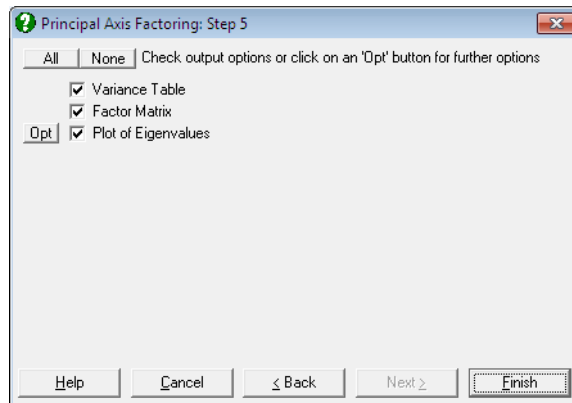 Principal Axis Factoring: Step 5
All None Check output options or click on an 'Opt' button for further options
Variance Table
Factor Matrix
Opt Plot of Eigenvalues
Help Cancel < Back Next > Finish